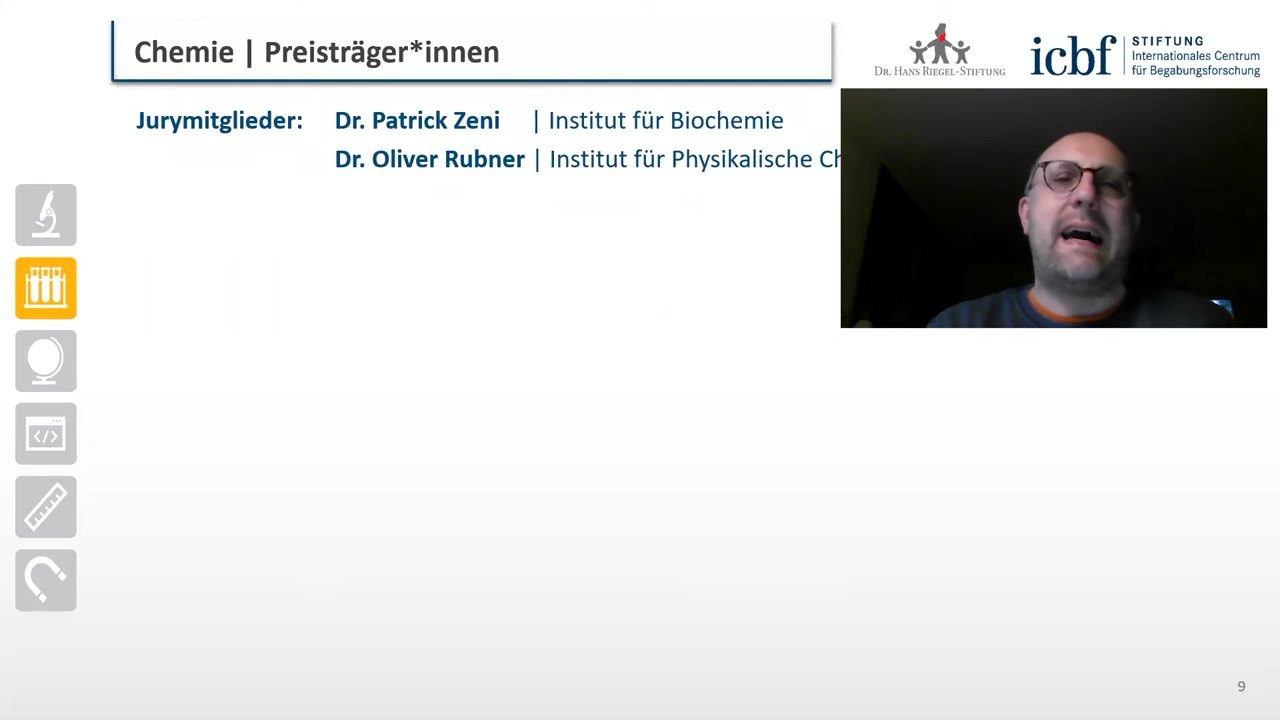 Chemie | Preisträger*innen
DR. HANS RIEGEL-STIFTUNG
icbf
STIFTUNG
Internationales Centrum
für Begabungsforschung
Jurymitglieder: Dr. Patrick Zeni | Institut für Biochemie
Dr. Oliver Rubner | Institut für Physikalische Ch
</>
9